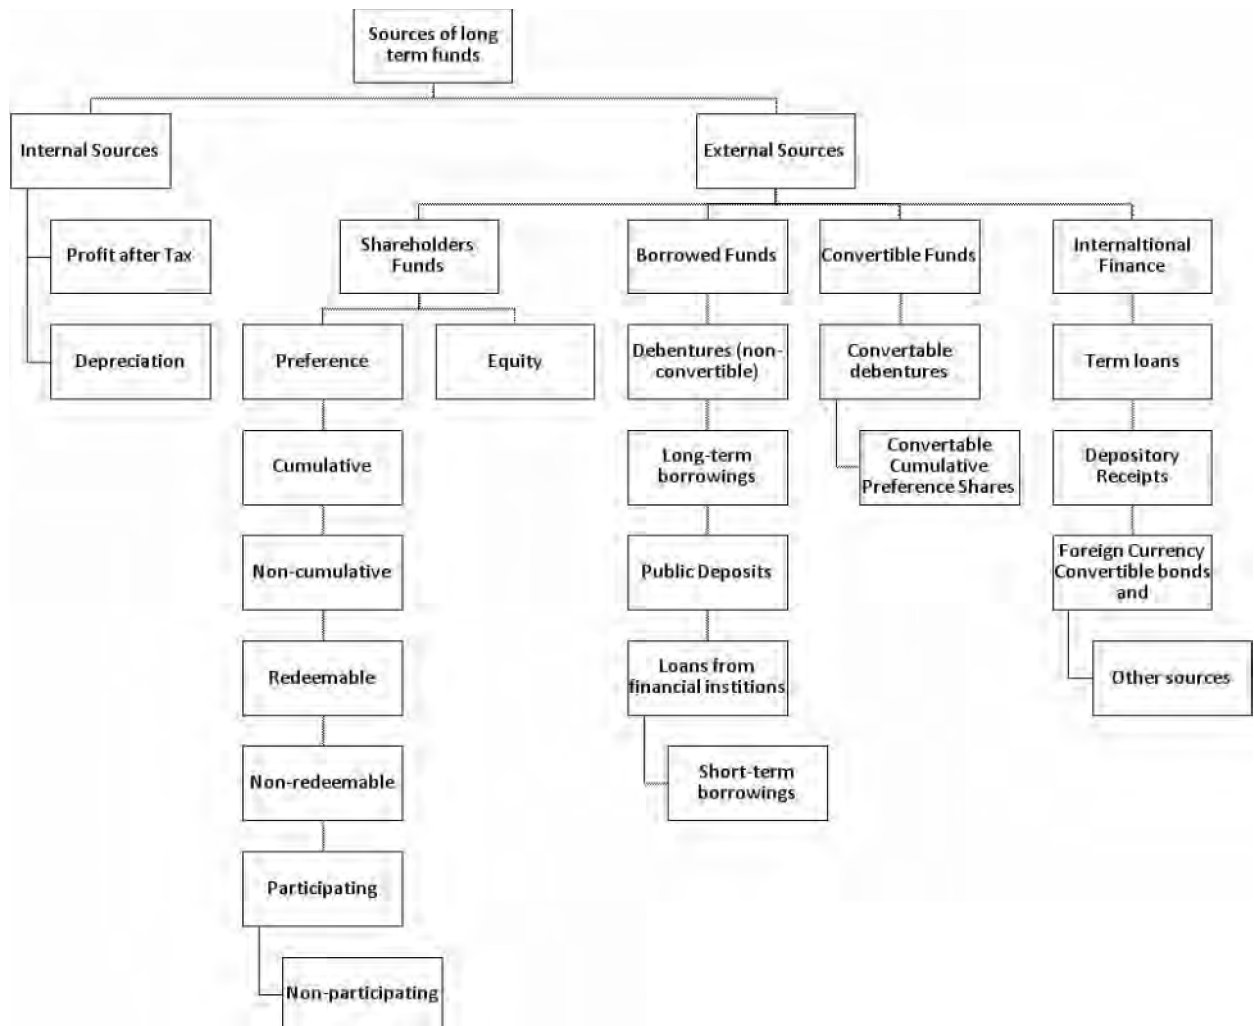 Sources of long
term funds
Internal Sources
External Sources
Profit after Tax
Shareholders
Funds
Borrowed Funds
Convertible Funds
Internaltional
Finance
Depreciation
Preference
Equity
Debentures (non-
convertible)
Convertable
debentures
Term loans
Cumulative
Long-term
borrowings
Convertable
Cumulative
Preference Shares
Depository
Receipts
Non-cumulative
Public Deposits
Foreign Currency
Convertible bonds
and
Redeemable
Loans from
financial institions
Other sources
Non-redeemable
Short-term
borrowings
Participating
Non-participating